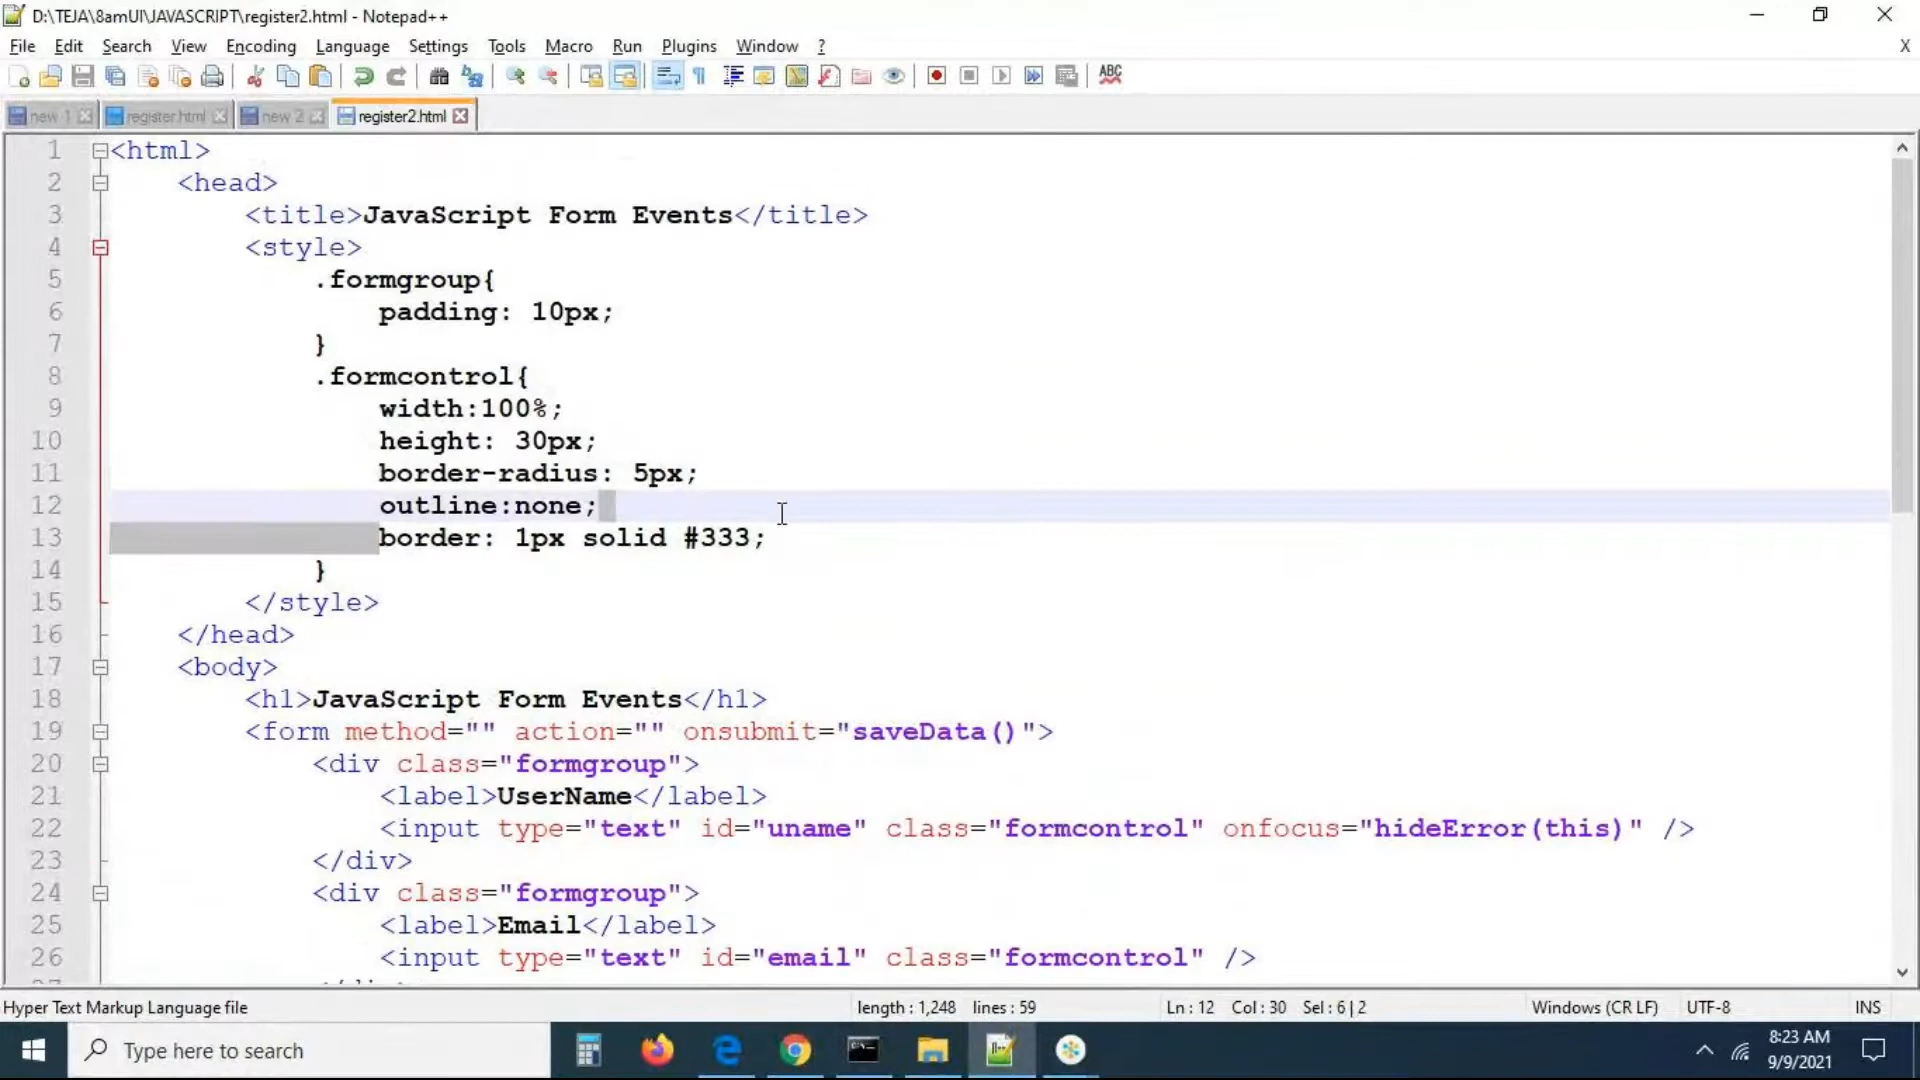 D:\TEJA\8amUI\JAVASCRIPT\register2.html - Notepad++
File Edit Search View Encoding Language Settings Tools Macro Run Plugins Window ? X
ABC
new 1 register.html new 2 register2.html
1 <html>
2 <head>
3 <title>JavaScript Form Events</title>
4 <style>
5 .formgroup{
6 padding: 10px;
7 }
8 .formcontrol{
9 width:100%;
10 height: 30px;
11 border-radius: 5px;
12 outline:none;
13 border: 1px solid #333;
14 }
15 </style>
16 </head>
17 <body>
18 <h1>JavaScript Form Events</h1>
19 <form method="" action="" onsubmit="saveData()">
20 <div class="formgroup">
21 <label>UserName</label>
22 <input type="text" id="uname" class="formcontrol" onfocus="hideError(this)" />
23 </div>
24 <div class="formgroup">
25 <label>Email</label>
26 <input type="text" id="email" class="formcontrol" />
Hyper Text Markup Language file length : 1,248 lines : 59 Ln : 12 Col : 30 Sel : 6 | 2 Windows (CR LF) UTF-8 INS
Type here to search
8:23 AM
9/9/2021